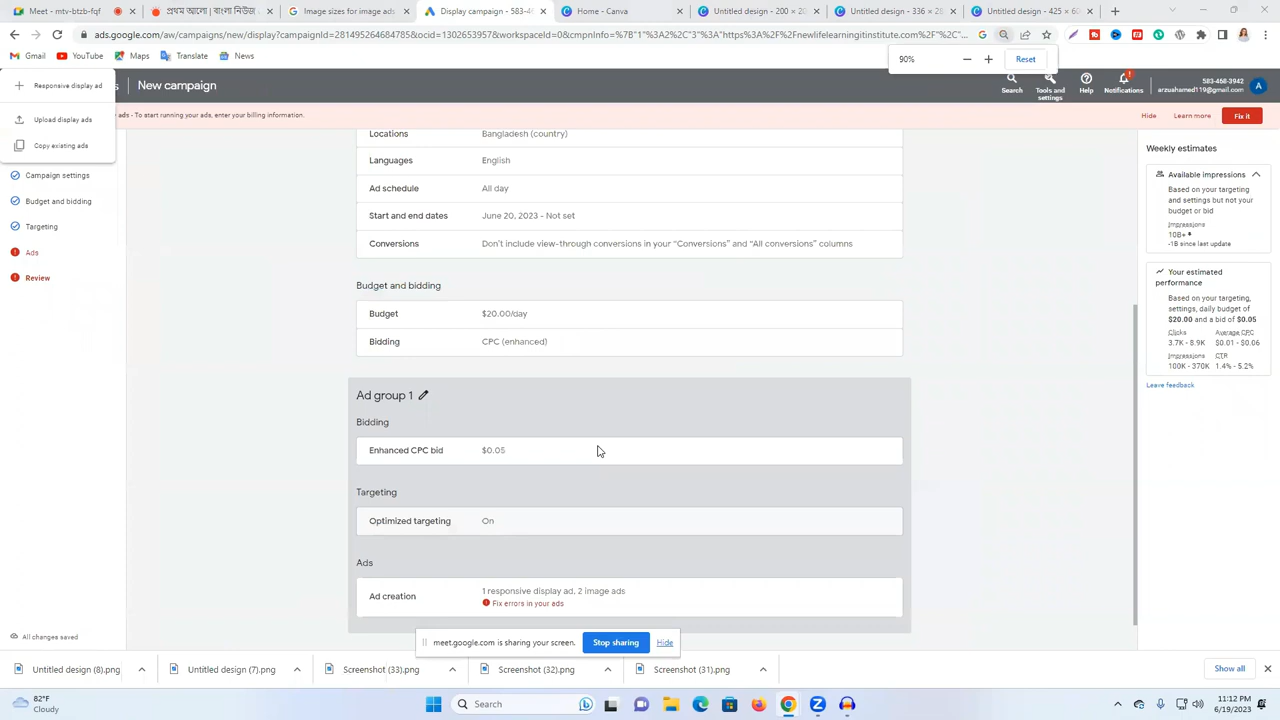 Meet – mtv-btzb-fqt
প্রথম আলো | বাংলা নিউজ
Image sizes for image ads
Display campaign - 583-46
Home - Canva
Untitled design - 200 ×
Untitled design - 336 × 28
Untitled design - 425 × 60
ads.google.com/aw/campaigns/new/display?campaignId=281495264684785&ocid=1302653957&workspaceId=0&cmpnInfo=%7B"1%3A2%2C"3%3A"https%3A%2F%2Fnewlifelearningitinstitute.com%2F"%2C"...
Gmail
YouTube
Maps
Translate
News
90%
Reset
Responsive display ad
Upload display ads
Copy existing ads
New campaign
Search
Tools and settings
Help
Notifications
583-468-3942
arzuahamed119@gmail.com
A
ads - To start running your ads, enter your billing information.
Hide
Learn more
Fix it
Campaign settings
Budget and bidding
Targeting
Ads
Review
All changes saved
Locations Bangladesh (country)
Languages English
Ad schedule All day
Start and end dates June 20, 2023 - Not set
Conversions Don't include view-through conversions in your “Conversions” and “All conversions” columns
Budget and bidding
Budget $20.00/day
Bidding CPC (enhanced)
Ad group 1
Bidding
Enhanced CPC bid $0.05
Targeting
Optimized targeting On
Ads
Ad creation 1 responsive display ad, 2 image ads
Fix errors in your ads
Weekly estimates
Available impressions
Based on your targeting
and settings but not your
budget or bid
Impressions
10B+
-1B since last update
Your estimated
performance
Based on your targeting,
settings, daily budget of
$20.00 and a bid of $0.05
Clicks Average CPC
3.7K - 8.9K $0.01 - $0.06
Impressions CTR
100K - 370K 1.4% - 5.2%
Leave feedback
meet.google.com is sharing your screen.
Stop sharing
Hide
Untitled design (8).png
Untitled design (7).png
Screenshot (33).png
Screenshot (32).png
Screenshot (31).png
Show all
82°F
Cloudy
Search
11:12 PM
6/19/2023